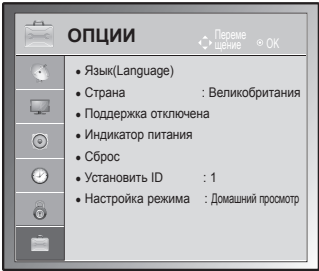 ОПЦИИ
Переме
щение
OK
• Язык(Language)
• Страна : Великобритания
• Поддержка отключена
• Индикатор питания
• Сброс
• Установить ID : 1
• Настройка режима : Домашний просмотр